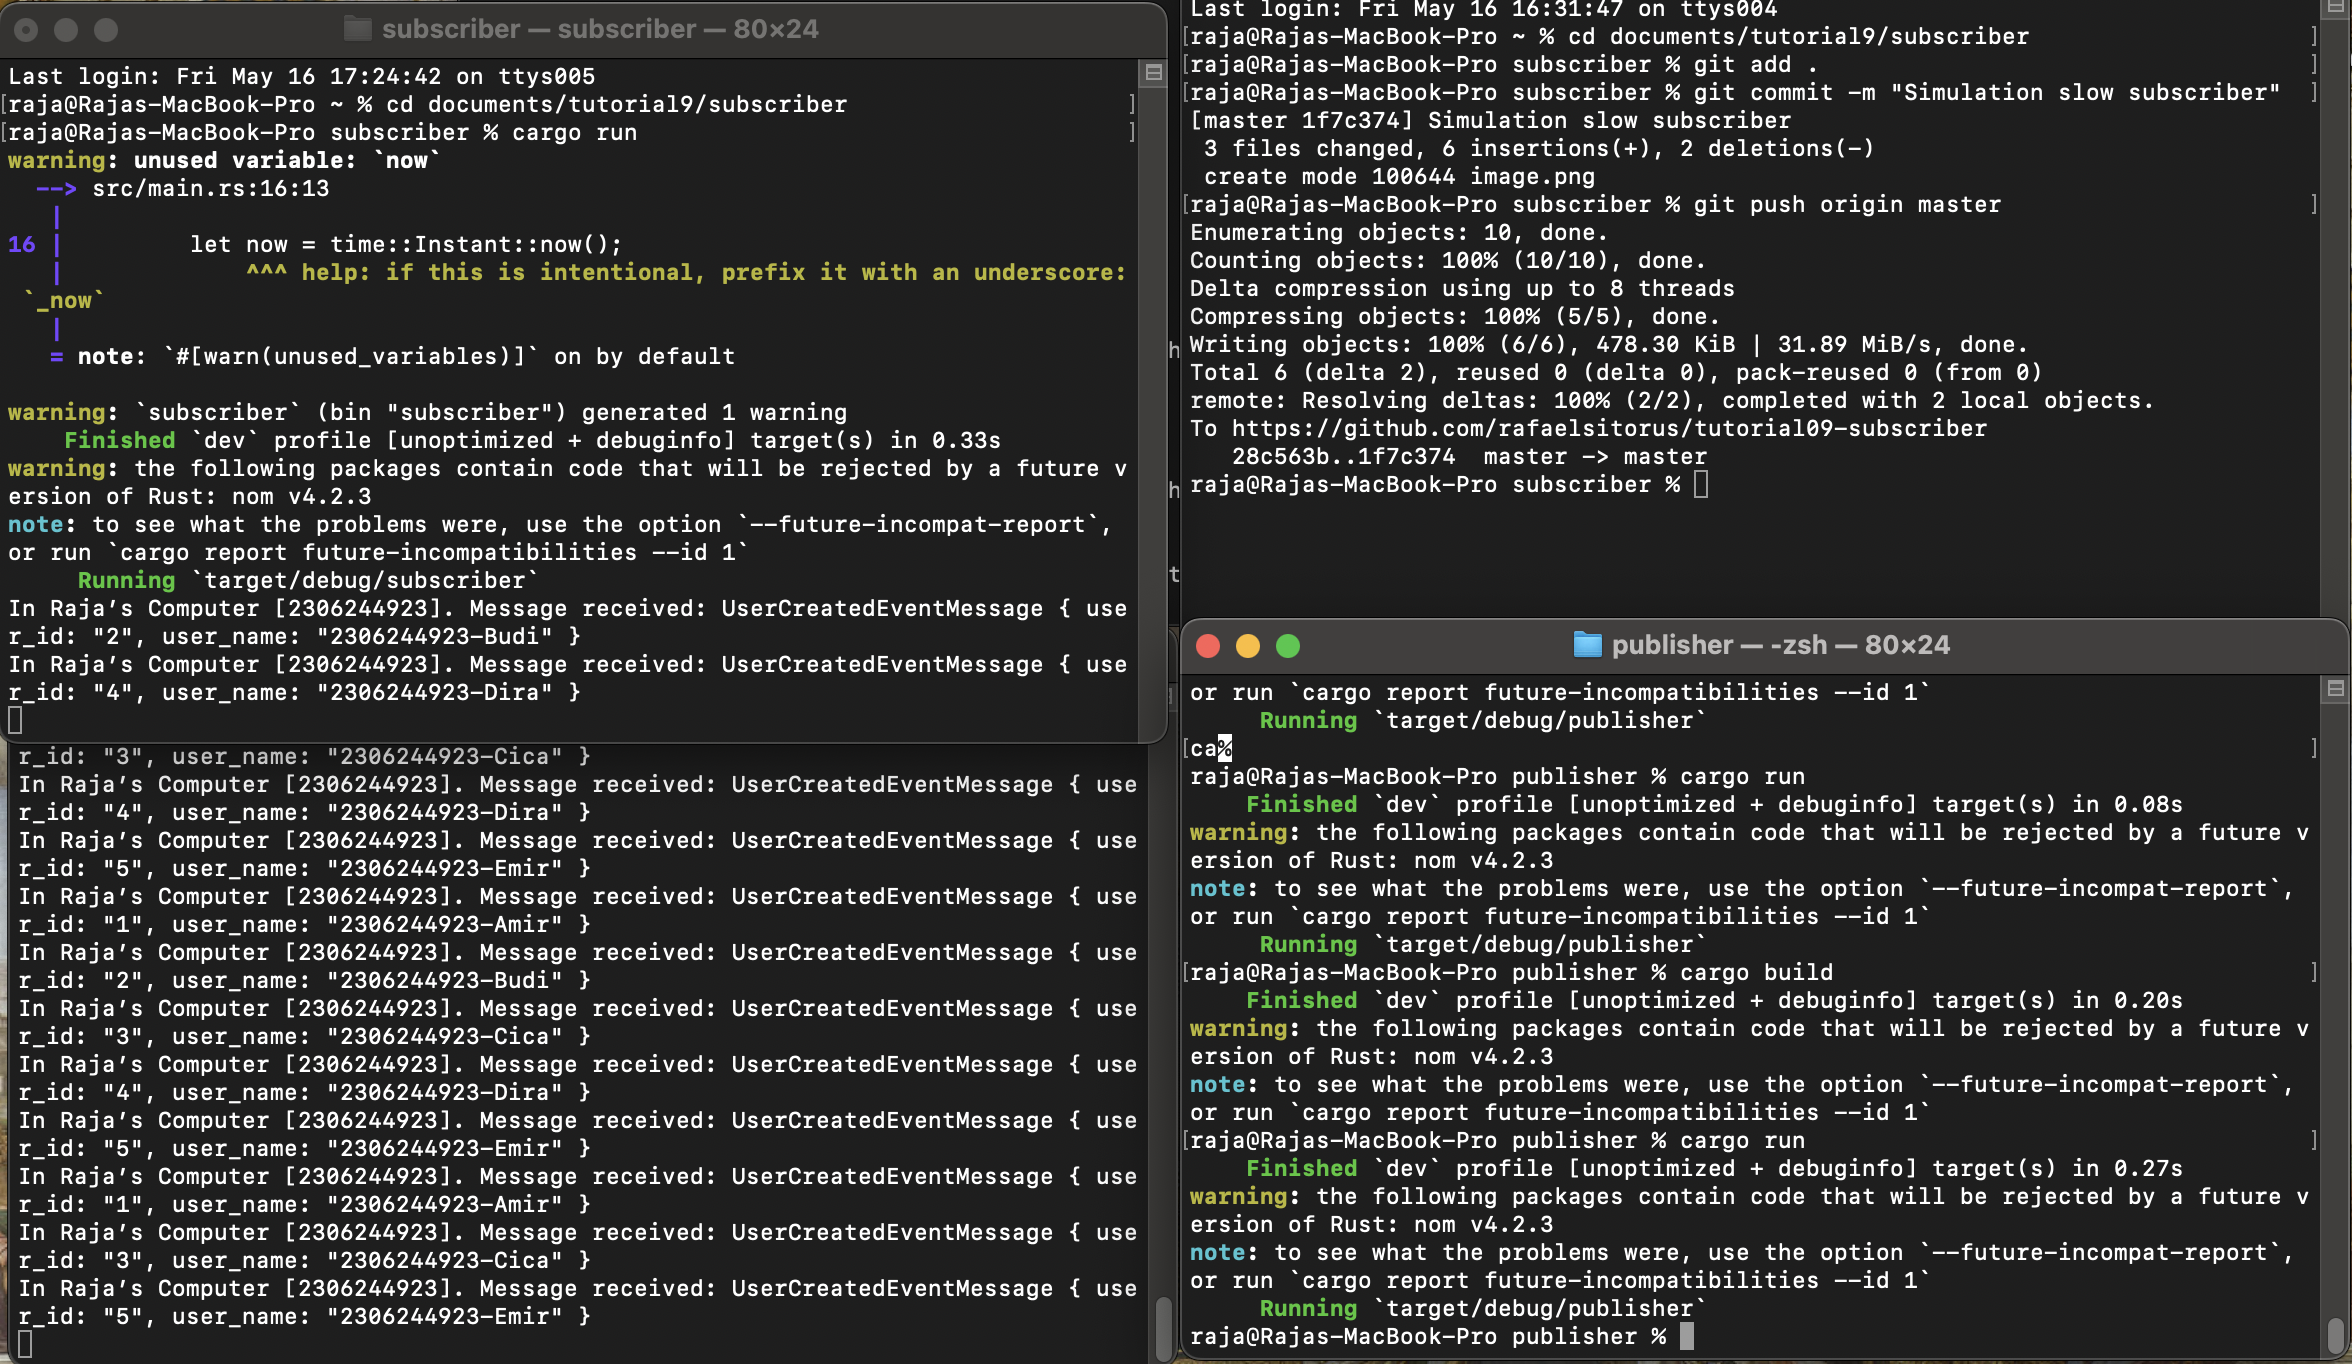 subscriber — subscriber — 80×24
Last login: Fri May 16 17:24:42 on ttys005
[raja@Rajas-MacBook-Pro ~ % cd documents/tutorial9/subscriber ]
[raja@Rajas-MacBook-Pro subscriber % cargo run ]
warning: unused variable: `now`
  --> src/main.rs:16:13
   |
16 |         let now = time::Instant::now();
   |             ^^^ help: if this is intentional, prefix it with an underscore:
 `_now`
   |
   = note: `#[warn(unused_variables)]` on by default
warning: `subscriber` (bin "subscriber") generated 1 warning
    Finished `dev` profile [unoptimized + debuginfo] target(s) in 0.33s
warning: the following packages contain code that will be rejected by a future v
ersion of Rust: nom v4.2.3
note: to see what the problems were, use the option `--future-incompat-report`,
or run `cargo report future-incompatibilities --id 1`
     Running `target/debug/subscriber`
In Raja’s Computer [2306244923]. Message received: UserCreatedEventMessage { use
r_id: "2", user_name: "2306244923-Budi" }
In Raja’s Computer [2306244923]. Message received: UserCreatedEventMessage { use
r_id: "4", user_name: "2306244923-Dira" }
r_id: "3", user_name: "2306244923-Cica" }
In Raja’s Computer [2306244923]. Message received: UserCreatedEventMessage { use
r_id: "4", user_name: "2306244923-Dira" }
In Raja’s Computer [2306244923]. Message received: UserCreatedEventMessage { use
r_id: "5", user_name: "2306244923-Emir" }
In Raja’s Computer [2306244923]. Message received: UserCreatedEventMessage { use
r_id: "1", user_name: "2306244923-Amir" }
In Raja’s Computer [2306244923]. Message received: UserCreatedEventMessage { use
r_id: "2", user_name: "2306244923-Budi" }
In Raja’s Computer [2306244923]. Message received: UserCreatedEventMessage { use
r_id: "3", user_name: "2306244923-Cica" }
In Raja’s Computer [2306244923]. Message received: UserCreatedEventMessage { use
r_id: "4", user_name: "2306244923-Dira" }
In Raja’s Computer [2306244923]. Message received: UserCreatedEventMessage { use
r_id: "5", user_name: "2306244923-Emir" }
In Raja’s Computer [2306244923]. Message received: UserCreatedEventMessage { use
r_id: "1", user_name: "2306244923-Amir" }
In Raja’s Computer [2306244923]. Message received: UserCreatedEventMessage { use
r_id: "3", user_name: "2306244923-Cica" }
In Raja’s Computer [2306244923]. Message received: UserCreatedEventMessage { use
r_id: "5", user_name: "2306244923-Emir" }
h
h
t
Last login: Fri May 16 16:31:47 on ttys004
[raja@Rajas-MacBook-Pro ~ % cd documents/tutorial9/subscriber ]
[raja@Rajas-MacBook-Pro subscriber % git add . ]
[raja@Rajas-MacBook-Pro subscriber % git commit -m "Simulation slow subscriber" ]
[master 1f7c374] Simulation slow subscriber
 3 files changed, 6 insertions(+), 2 deletions(-)
 create mode 100644 image.png
[raja@Rajas-MacBook-Pro subscriber % git push origin master ]
Enumerating objects: 10, done.
Counting objects: 100% (10/10), done.
Delta compression using up to 8 threads
Compressing objects: 100% (5/5), done.
Writing objects: 100% (6/6), 478.30 KiB | 31.89 MiB/s, done.
Total 6 (delta 2), reused 0 (delta 0), pack-reused 0 (from 0)
remote: Resolving deltas: 100% (2/2), completed with 2 local objects.
To https://github.com/rafaelsitorus/tutorial09-subscriber
   28c563b..1f7c374  master -> master
raja@Rajas-MacBook-Pro subscriber %
publisher — -zsh — 80×24
or run `cargo report future-incompatibilities --id 1`
     Running `target/debug/publisher`
[ca% ]
raja@Rajas-MacBook-Pro publisher % cargo run
    Finished `dev` profile [unoptimized + debuginfo] target(s) in 0.08s
warning: the following packages contain code that will be rejected by a future v
ersion of Rust: nom v4.2.3
note: to see what the problems were, use the option `--future-incompat-report`,
or run `cargo report future-incompatibilities --id 1`
     Running `target/debug/publisher`
[raja@Rajas-MacBook-Pro publisher % cargo build ]
    Finished `dev` profile [unoptimized + debuginfo] target(s) in 0.20s
warning: the following packages contain code that will be rejected by a future v
ersion of Rust: nom v4.2.3
note: to see what the problems were, use the option `--future-incompat-report`,
or run `cargo report future-incompatibilities --id 1`
[raja@Rajas-MacBook-Pro publisher % cargo run ]
    Finished `dev` profile [unoptimized + debuginfo] target(s) in 0.27s
warning: the following packages contain code that will be rejected by a future v
ersion of Rust: nom v4.2.3
note: to see what the problems were, use the option `--future-incompat-report`,
or run `cargo report future-incompatibilities --id 1`
     Running `target/debug/publisher`
raja@Rajas-MacBook-Pro publisher %